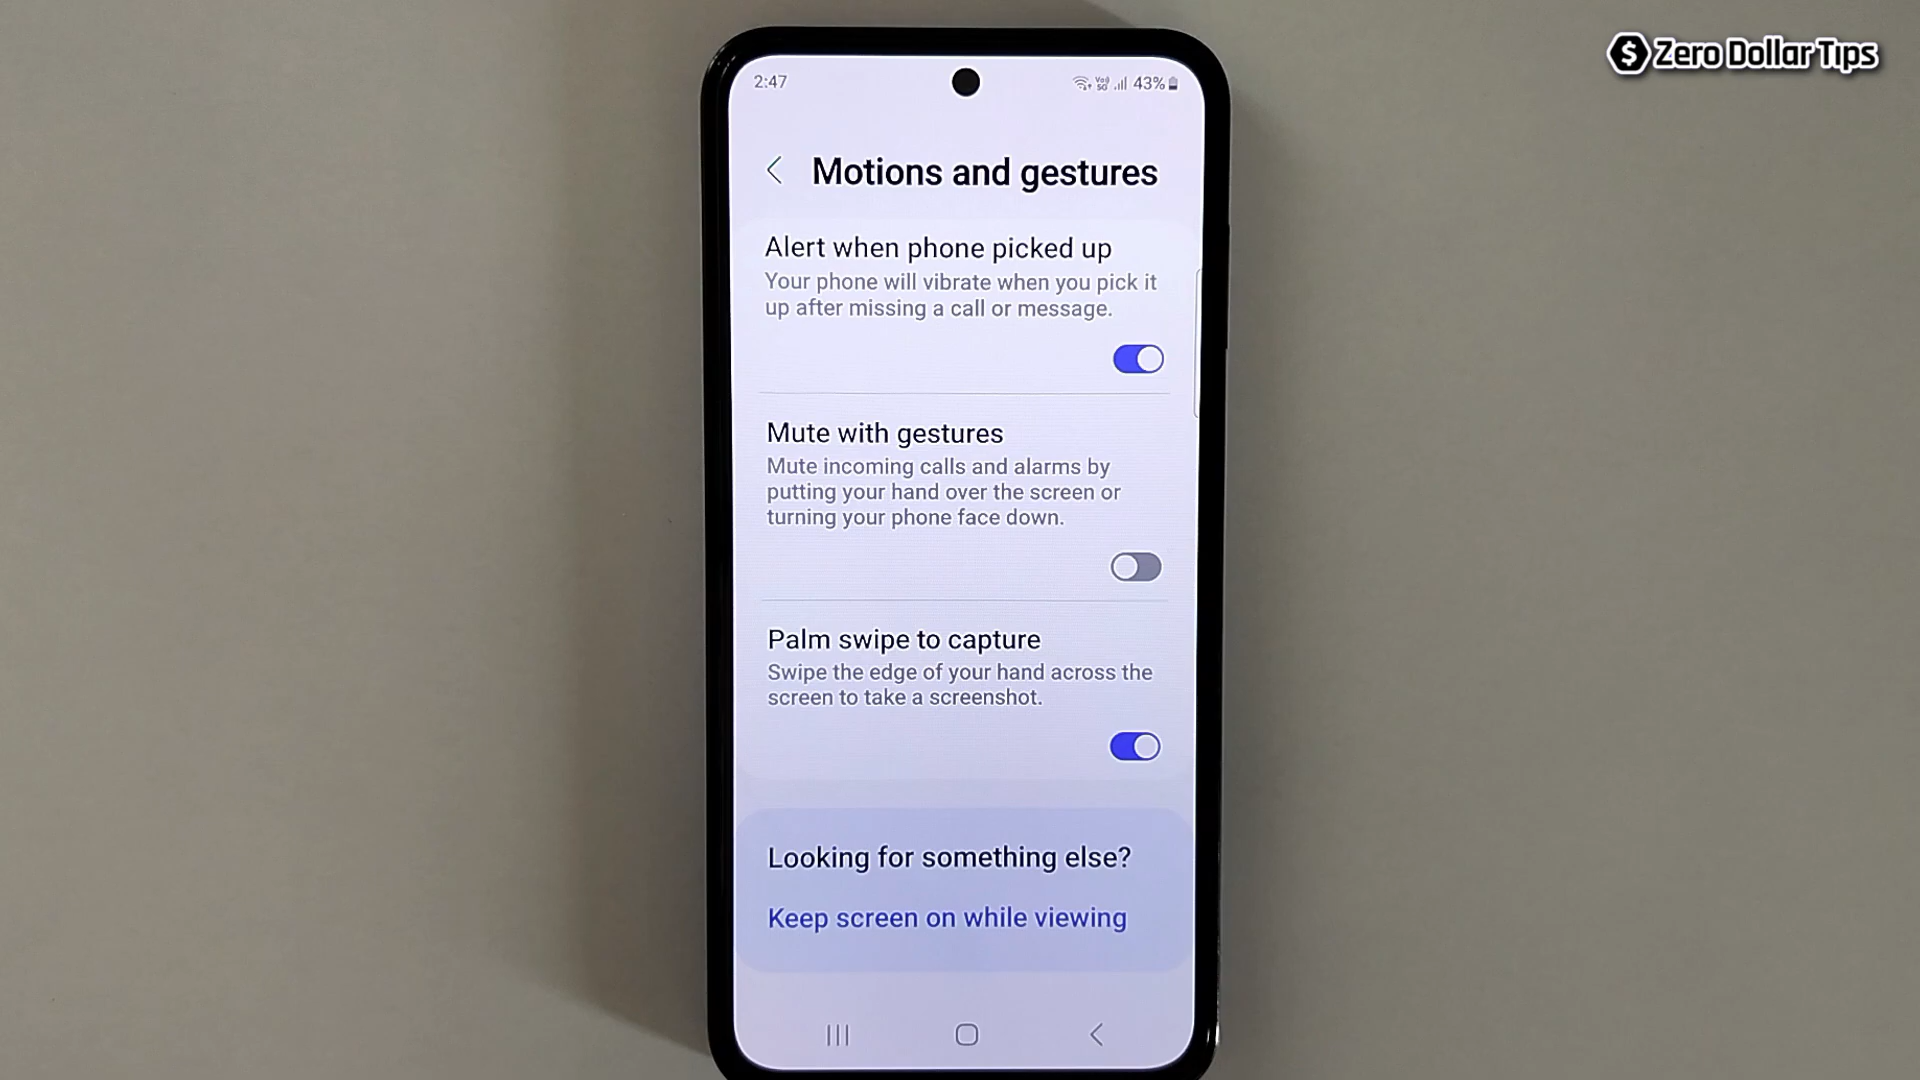 Zero Dollar Tips
2:47
43%
Motions and gestures
Alert when phone picked up
Your phone will vibrate when you pick it
up after missing a call or message.
Mute with gestures
Mute incoming calls and alarms by
putting your hand over the screen or
turning your phone face down.
Palm swipe to capture
Swipe the edge of your hand across the
screen to take a screenshot.
Looking for something else?
Keep screen on while viewing